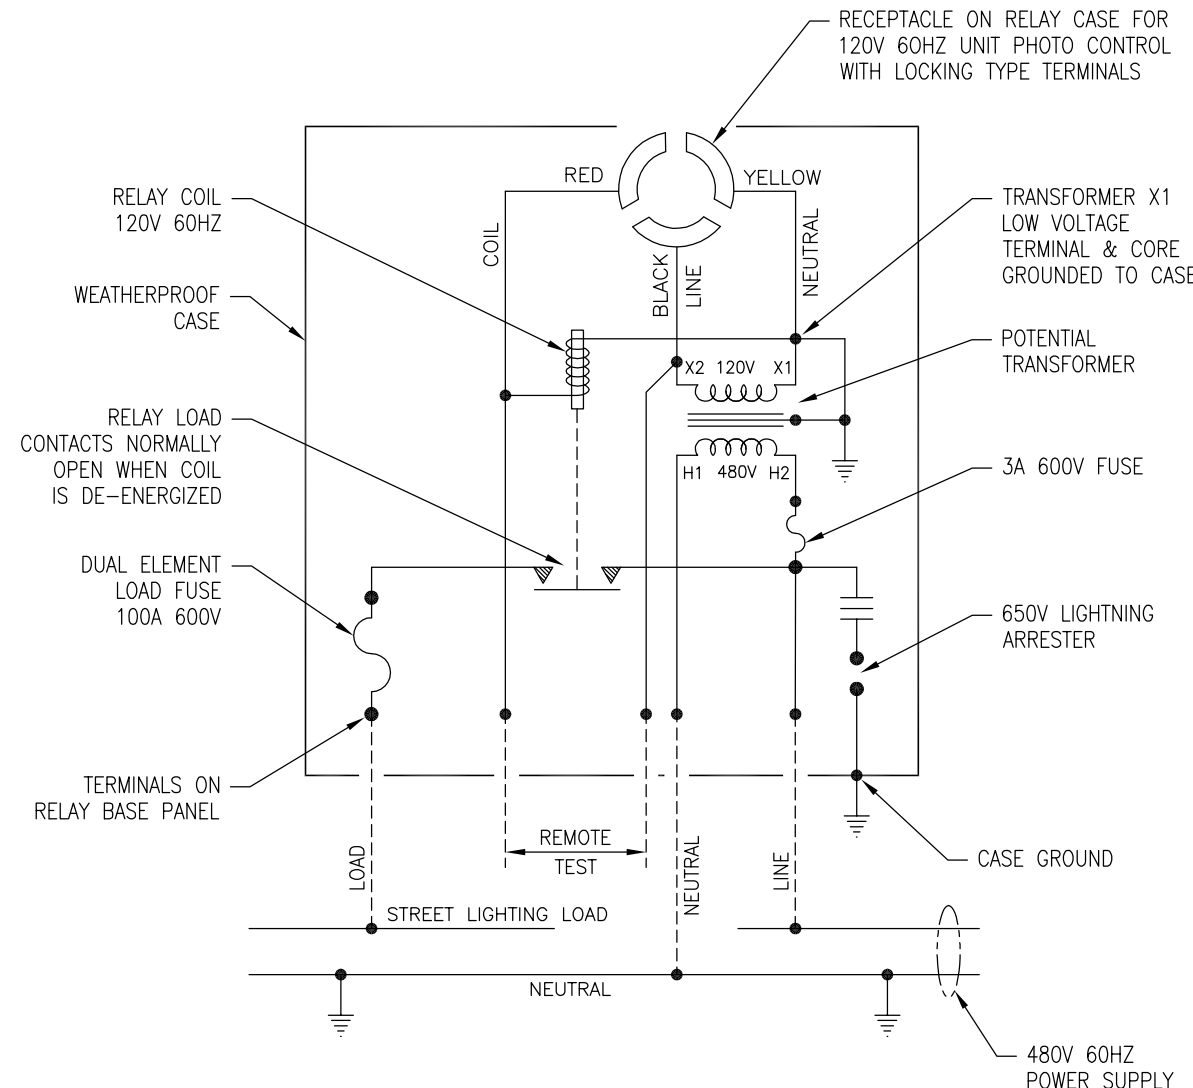 RECEPTACLE ON RELAY CASE FOR
120V 60HZ UNIT PHOTO CONTROL
WITH LOCKING TYPE TERMINALS
RED
YELLOW
RELAY COIL
120V 60HZ
TRANSFORMER X1
LOW VOLTAGE
TERMINAL & CORE
GROUNDED TO CASE
COIL
BLACK
LINE
NEUTRAL
WEATHERPROOF
CASE
POTENTIAL
TRANSFORMER
X2 120V X1
RELAY LOAD
CONTACTS NORMALLY
OPEN WHEN COIL
IS DE-ENERGIZED
H1 480V H2
3A 600V FUSE
DUAL ELEMENT
LOAD FUSE
100A 600V
650V LIGHTNING
ARRESTER
TERMINALS ON
RELAY BASE PANEL
REMOTE
TEST
LOAD
NEUTRAL
LINE
CASE GROUND
STREET LIGHTING LOAD
NEUTRAL
480V 60HZ
POWER SUPPLY